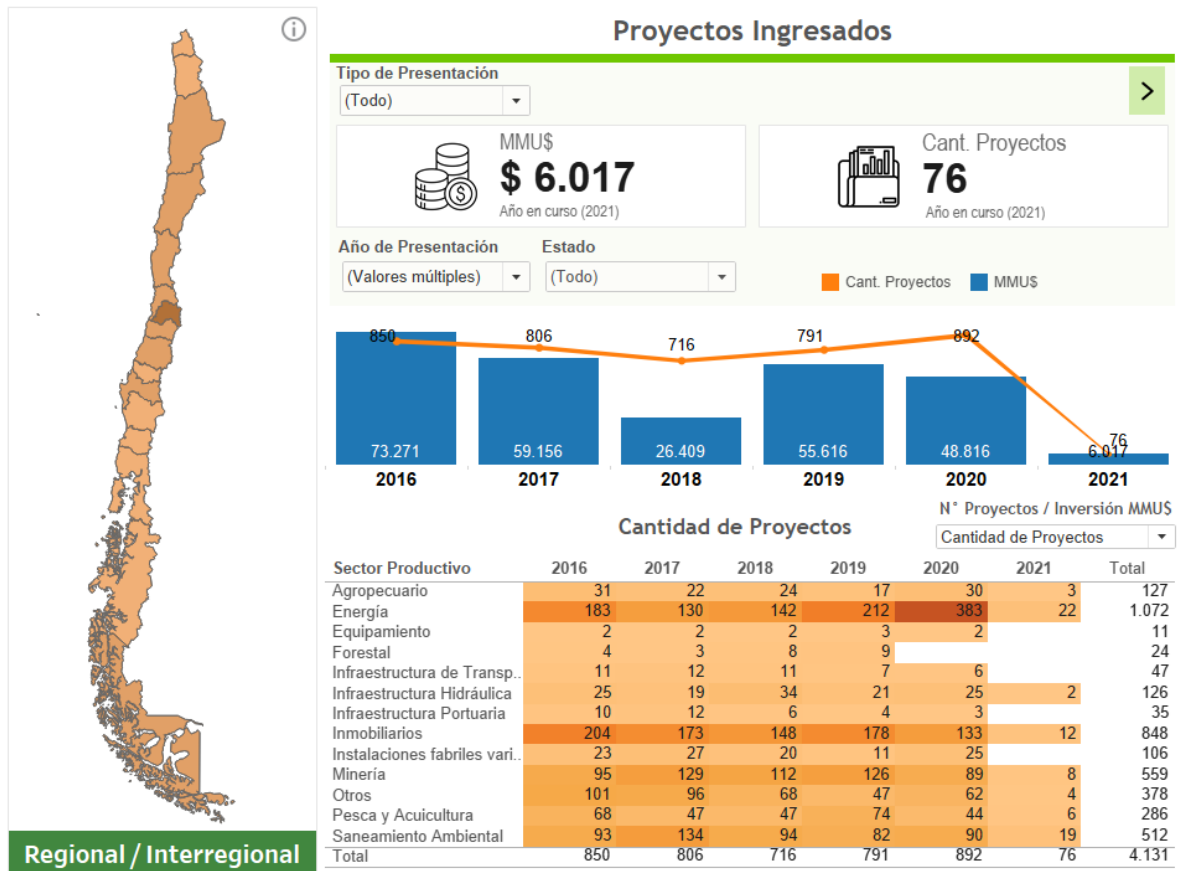 Proyectos Ingresados
Tipo de Presentación
(Todo)
MMU$
$ 6.017
Año en curso (2021)
Cant. Proyectos
76
Año en curso (2021)
Año de Presentación Estado
(Valores múltiples) (Todo)
Cant. Proyectos MMU$
850 806 716 791 892 76
73.271 59.156 26.409 55.616 48.816 6.017
2016 2017 2018 2019 2020 2021
N° Proyectos / Inversión MMU$
Cantidad de Proyectos
Cantidad de Proyectos
Sector Productivo 2016 2017 2018 2019 2020 2021 Total
Agropecuario 31 22 24 17 30 3 127
Energía 183 130 142 212 383 22 1.072
Equipamiento 2 2 2 3 2 11
Forestal 4 3 8 9 24
Infraestructura de Transp.. 11 12 11 7 6 47
Infraestructura Hidráulica 25 19 34 21 25 2 126
Infraestructura Portuaria 10 12 6 4 3 35
Inmobiliarios 204 173 148 178 133 12 848
Instalaciones fabriles vari.. 23 27 20 11 25 106
Minería 95 129 112 126 89 8 559
Otros 101 96 68 47 62 4 378
Pesca y Acuicultura 68 47 47 74 44 6 286
Saneamiento Ambiental 93 134 94 82 90 19 512
Total 850 806 716 791 892 76 4.131
Regional / Interregional